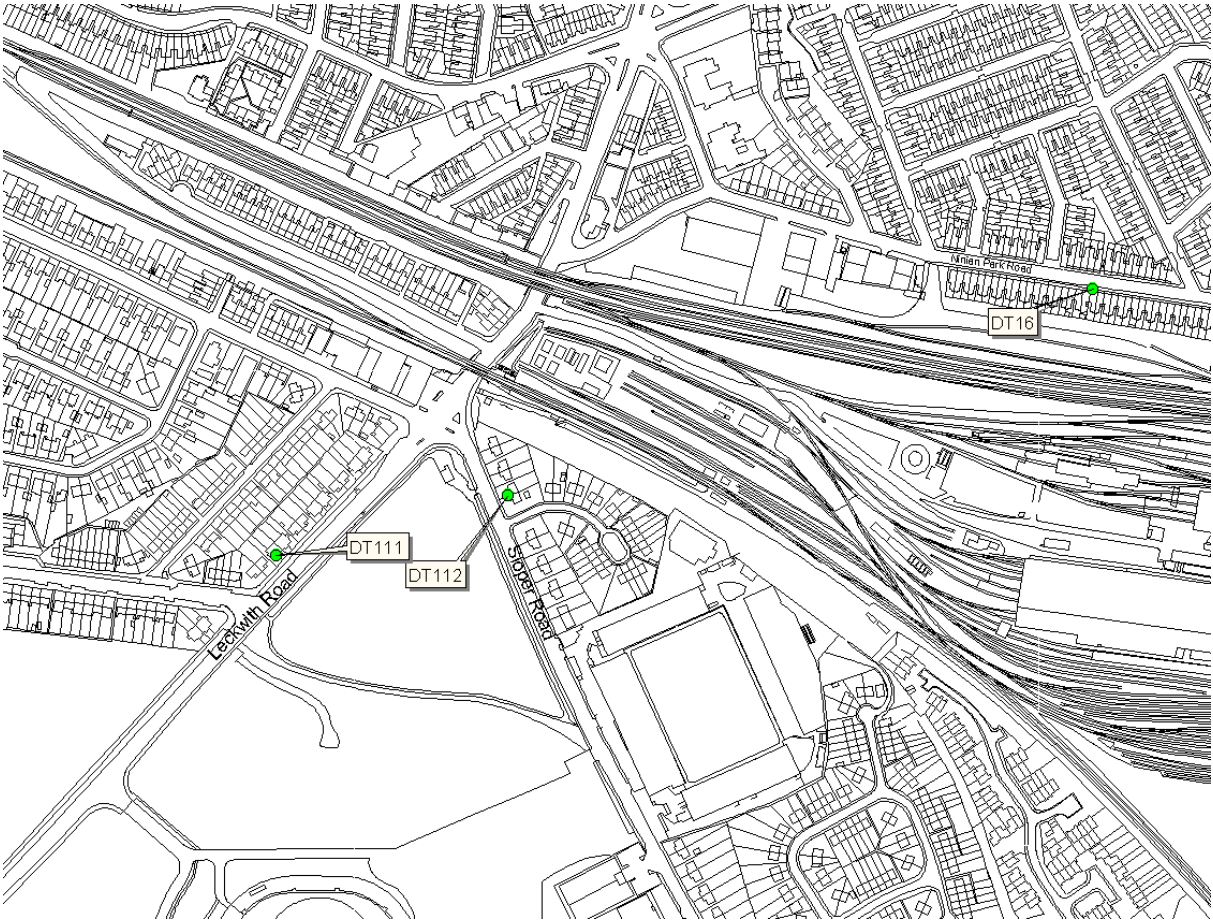 Ninian Park Road
DT16
DT111
DT112
Sloper Road
Leckwith Road